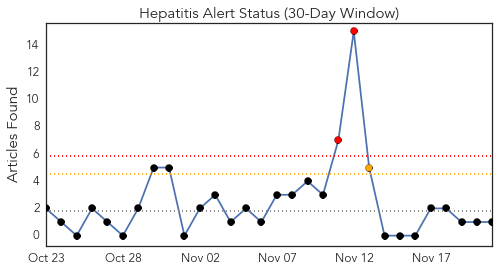 Hepatitis Alert Status (30-Day Window)
Articles Found
14
12
10
8
6
4
2
0
Oct 23
Oct 28
Nov 02
Nov 07
Nov 12
Nov 17